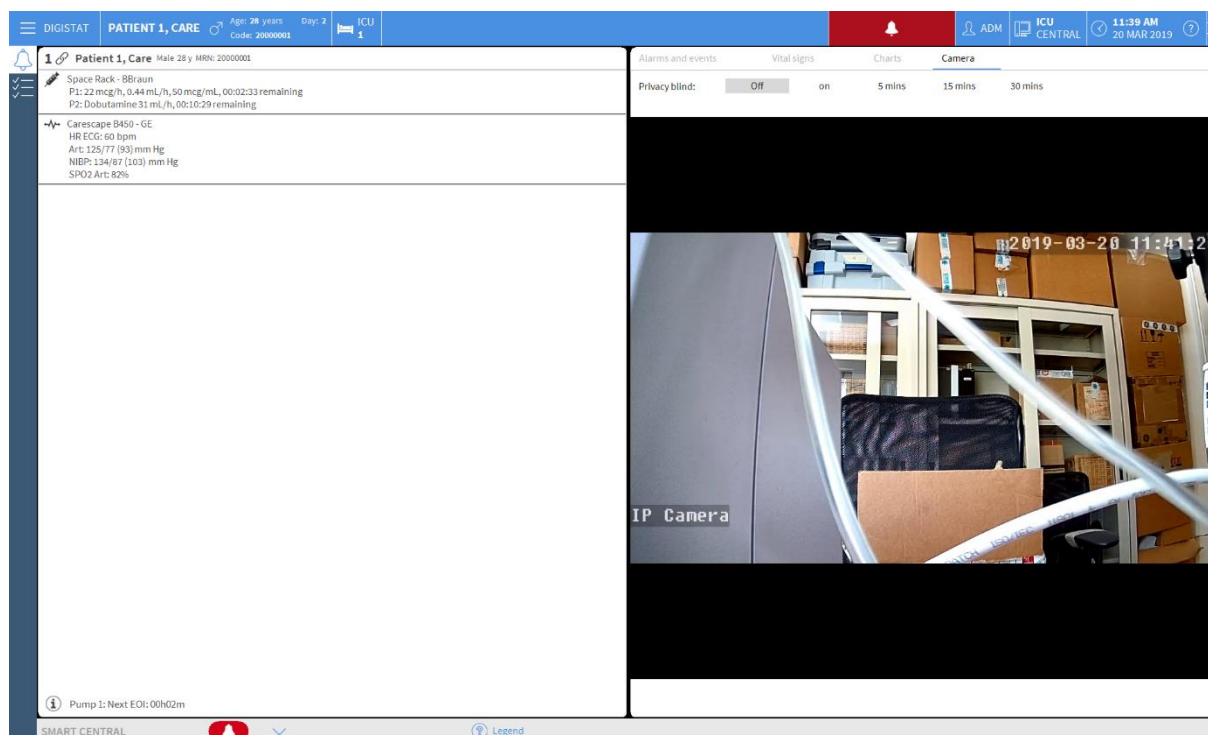 DIGISTAT
PATIENT 1, CARE
Age: 28 years Day: 2
Code: 20000001
ICU
1
ADM
ICU
CENTRAL
11:39 AM
20 MAR 2019
?
1 Patient 1, Care Male 28 y MRN: 20000001
Space Rack - BBraun
P1: 22 mcg/h, 0.44 mL/h, 50 mcg/mL, 00:02:33 remaining
P2: Dobutamine 31 mL/h, 00:10:29 remaining
Carescape B450 - GE
HR ECG: 60 bpm
Art: 125/77 (93) mm Hg
NIBP: 134/87 (103) mm Hg
SPO2 Art: 82%
i Pump 1: Next EOI: 00h02m
Alarms and events Vital signs Charts Camera
Privacy blind: Off on 5 mins 15 mins 30 mins
2019-03-20 11:41:2
IP Camera
PATCH ISO/IEC
SMART CENTRAL
? Legend